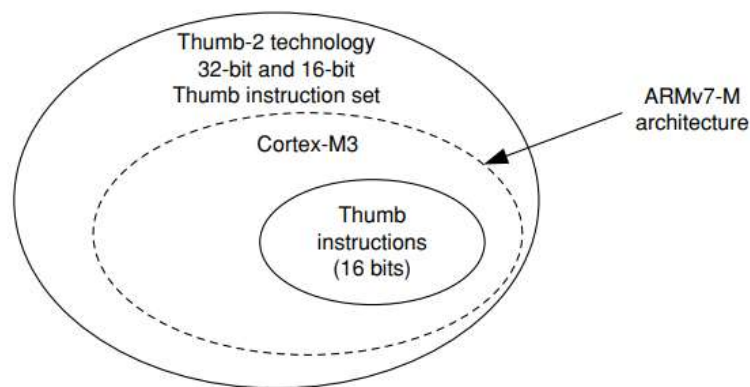 Thumb-2 technology
32-bit and 16-bit
Thumb instruction set
ARMv7-M
architecture
Cortex-M3
Thumb
instructions
(16 bits)